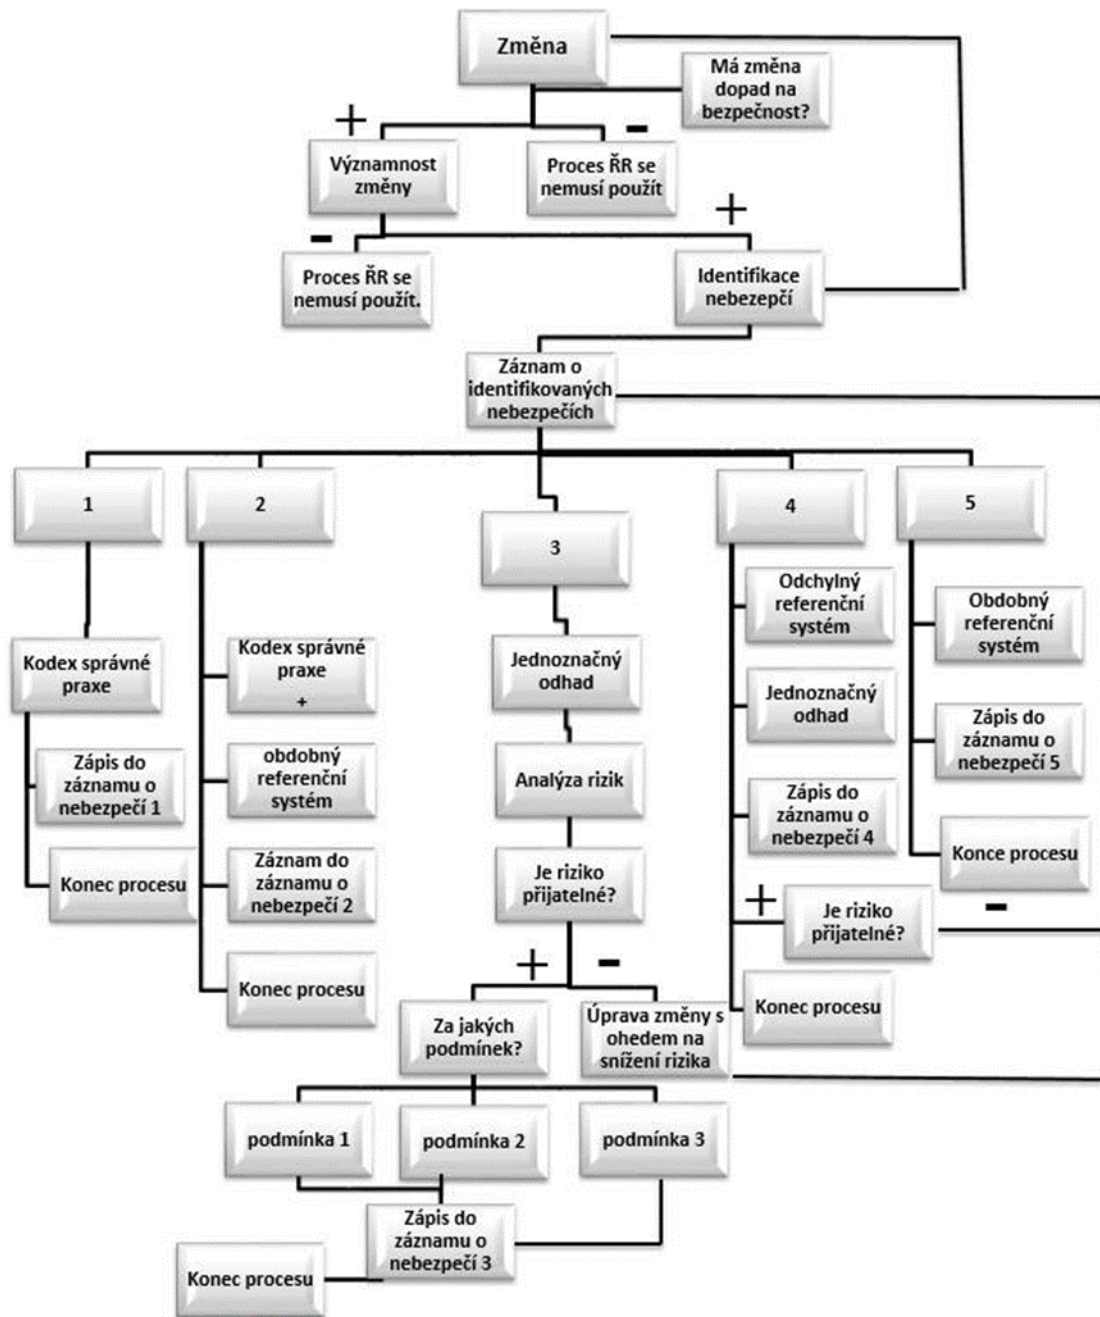 Změna
Má změna
dopad na
bezpečnost?
+
-
Významnost
změny
Proces ŘR se
nemusí použít
-
+
Proces ŘR se
nemusí použít.
Identifikace
nebezepčí
Záznam o
identifikovaných
nebezpečích
1
2
3
4
5
Kodex správné
praxe
Zápis do
záznamu o
nebezpečí 1
Konec procesu
Kodex správné
praxe
+
obdobný
referenční
systém
Záznam do
záznamu o
nebezpečí 2
Konec procesu
Jednoznačný
odhad
Analýza rizik
Je riziko
přijatelné?
+
-
Za jakých
podmínek?
Úprava změny s
ohedem na
snížení rizika
podmínka 1
podmínka 2
podmínka 3
Zápis do
záznamu o
nebezpečí 3
Konec procesu
Odchylný
referenční
systém
Jednoznačný
odhad
Zápis do
záznamu o
nebezpečí 4
+
Je riziko
přijatelné?
-
Konec procesu
Obdobný
referenční
systém
Zápis do
záznamu o
nebezpečí 5
Konce procesu